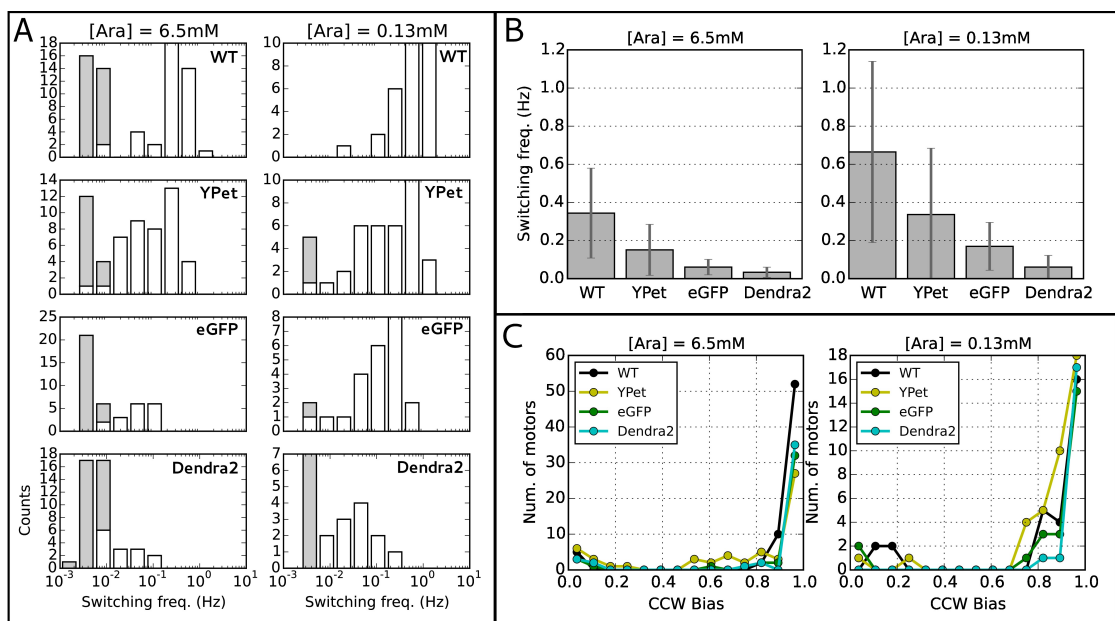 A
[Ara] = 6.5mM
[Ara] = 0.13mM
18
16
14
12
10
8
6
4
2
0
WT
10
8
6
4
2
0
WT
14
12
10
8
6
4
2
0
YPet
10
8
6
4
2
0
YPet
25
20
15
10
5
0
eGFP
8
7
6
5
4
3
2
1
0
eGFP
Counts
18
16
14
12
10
8
6
4
2
0
Dendra2
10⁻³ 10⁻² 10⁻¹ 10⁰ 10¹
Switching freq. (Hz)
7
6
5
4
3
2
1
0
Dendra2
10⁻³ 10⁻² 10⁻¹ 10⁰ 10¹
Switching freq. (Hz)
B
[Ara] = 6.5mM
Switching freq. (Hz)
1.2
1.0
0.8
0.6
0.4
0.2
0.0
WT YPet eGFP Dendra2
[Ara] = 0.13mM
1.2
1.0
0.8
0.6
0.4
0.2
0.0
WT YPet eGFP Dendra2
C
[Ara] = 6.5mM
Num. of motors
60
50
40
30
20
10
0
WT
YPet
eGFP
Dendra2
0.0 0.2 0.4 0.6 0.8 1.0
CCW Bias
[Ara] = 0.13mM
Num. of motors
18
16
14
12
10
8
6
4
2
0
WT
YPet
eGFP
Dendra2
0.0 0.2 0.4 0.6 0.8 1.0
CCW Bias